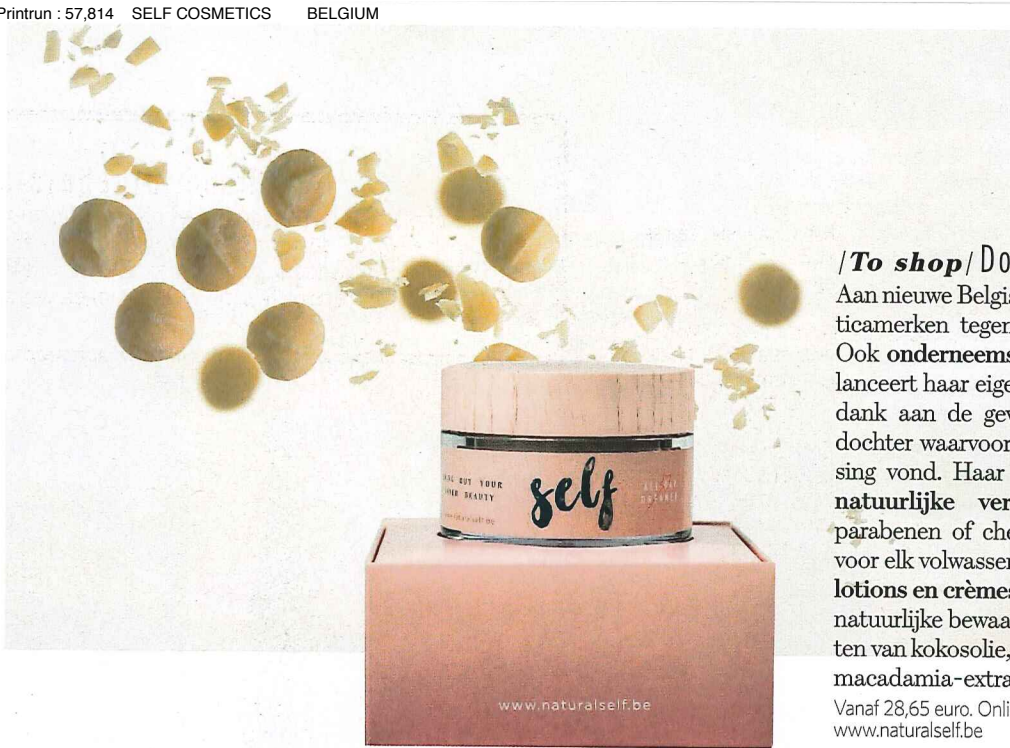 Printrun : 57,814 SELF COSMETICS BELGIUM
/To shop/ Do
Aan nieuwe Belgi
ticamerken tegen
Ook onderneems
lanceert haar eige
dank aan de gev
dochter waarvoor
sing vond. Haar
natuurlijke ver
parabenen of che
voor elk volwassen
lotions en crèmes
natuurlijke bewaa
ten van kokosolie,
macadamia-extra
Vanaf 28,65 euro. Onli
www.naturalself.be
OUT YOUR
BEAUTY
self
www.naturalself.be